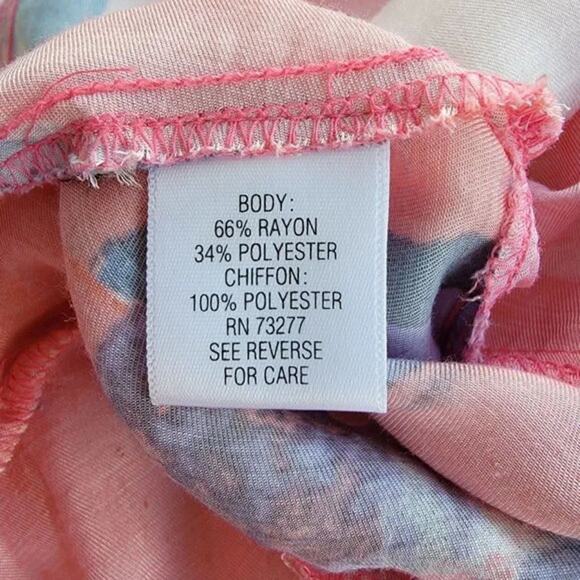 BODY:
66% RAYON
34% POLYESTER
CHIFFON:
100% POLYESTER
RN 73277
SEE REVERSE
FOR CARE